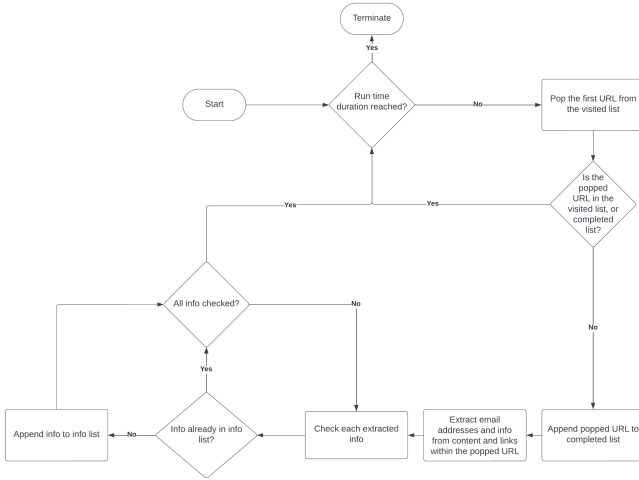 Terminate
Yes
Start
Run time
duration reached?
No
Pop the first URL from
the visited list
Is the
popped
URL in the
visited list, or
completed
list?
Yes
Yes
All info checked?
No
No
Yes
Append info to info list
No
Info already in info
list?
Check each extracted
info
Extract email
addresses and info
from content and links
within the popped URL
Append popped URL to
completed list